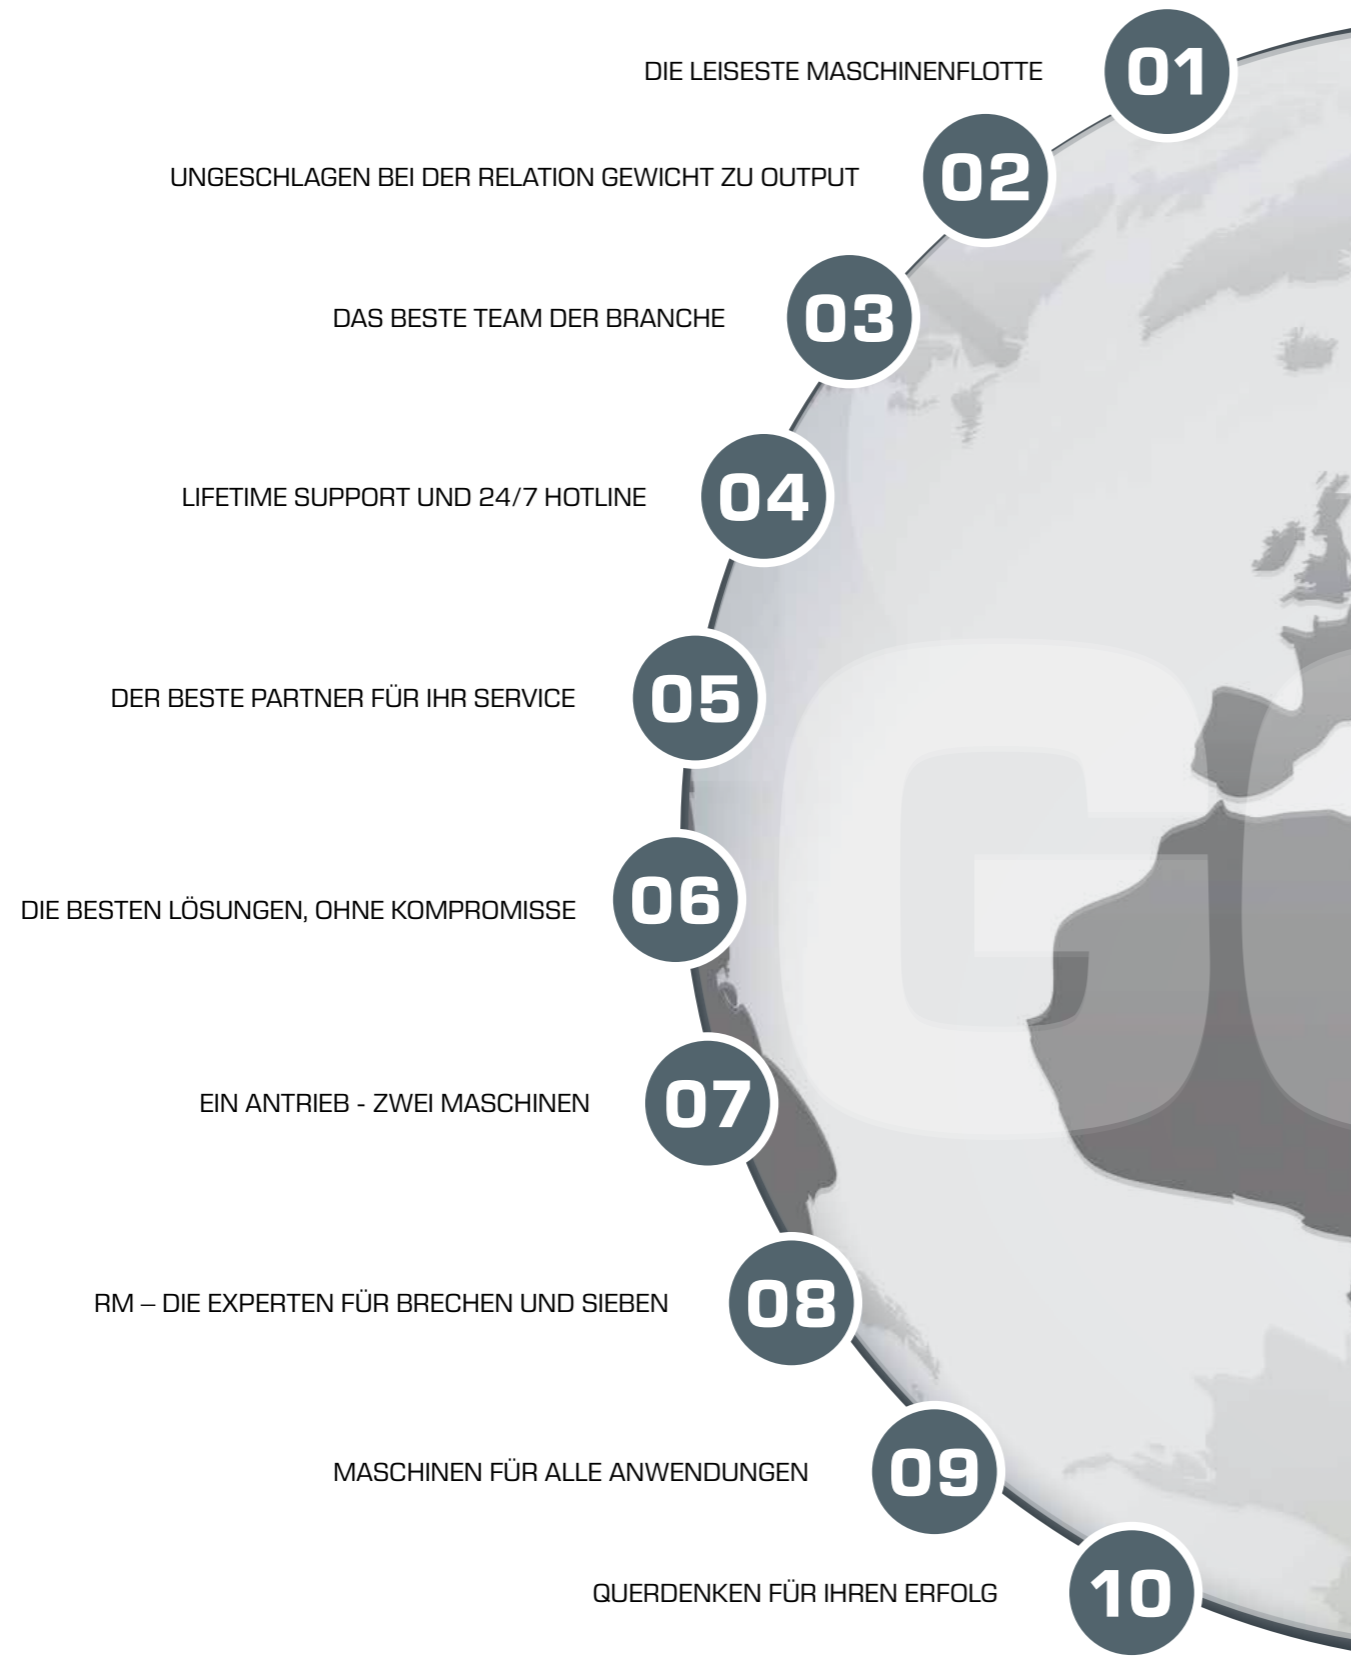 DIE LEISESTE MASCHINENFLOTTE 01
UNGESCHLAGEN BEI DER RELATION GEWICHT ZU OUTPUT 02
DAS BESTE TEAM DER BRANCHE 03
LIFETIME SUPPORT UND 24/7 HOTLINE 04
DER BESTE PARTNER FÜR IHR SERVICE 05
DIE BESTEN LÖSUNGEN, OHNE KOMPROMISSE 06
EIN ANTRIEB - ZWEI MASCHINEN 07
RM – DIE EXPERTEN FÜR BRECHEN UND SIEBEN 08
MASCHINEN FÜR ALLE ANWENDUNGEN 09
QUERDENKEN FÜR IHREN ERFOLG 10